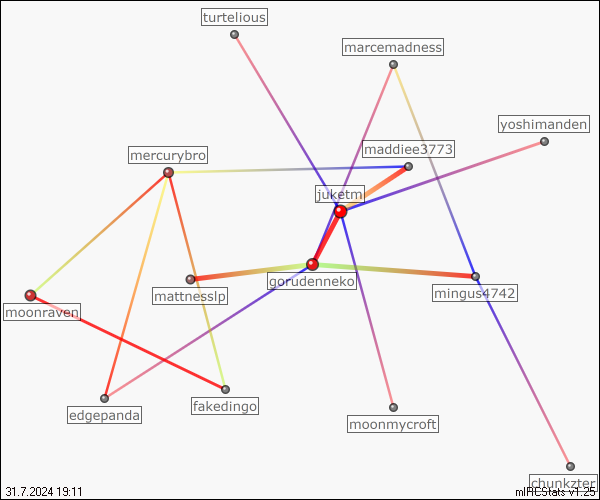 turtelious
marcemadness
yoshimanden
maddiee3773
mercurybro
juketm
gorudenneko
mattnesslp
mingus4742
moonraven
edgepanda
fakedingo
moonmycroft
chunkzter
31.7.2024 19:11
mIRCStats v1.25